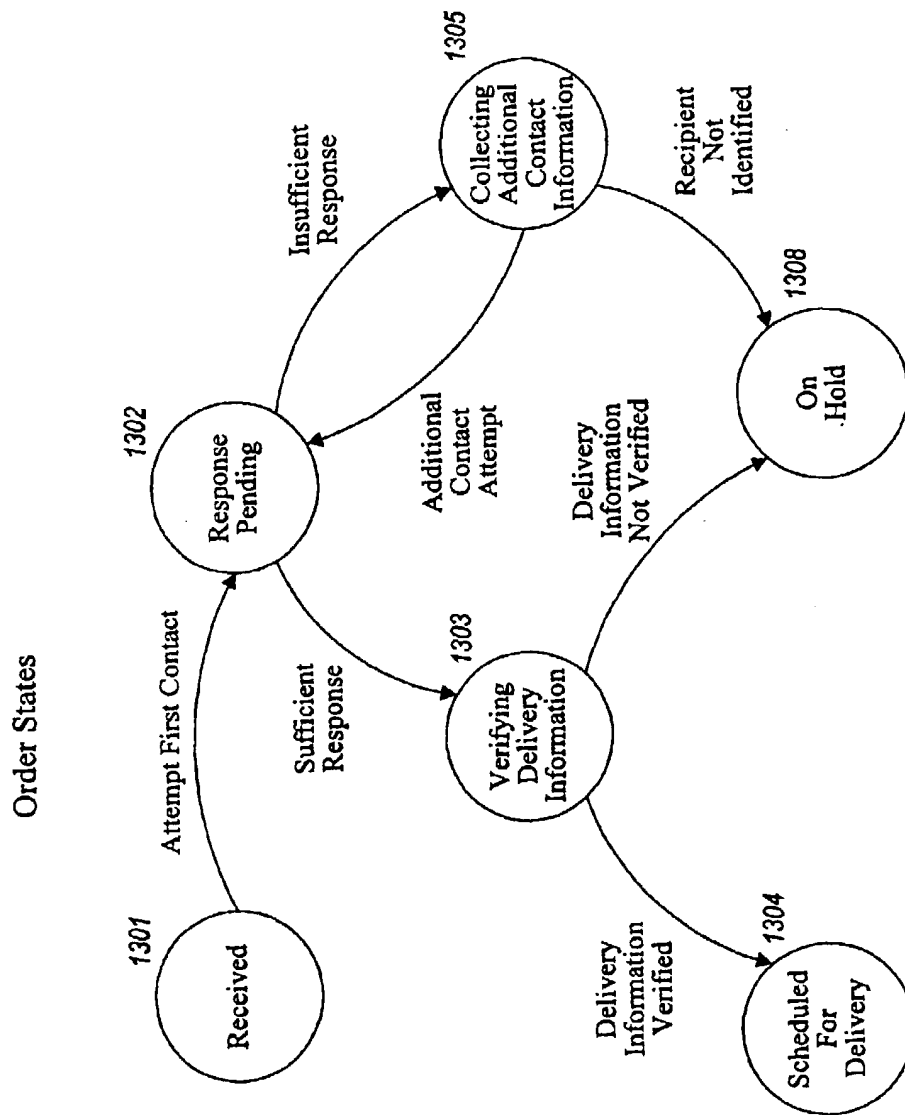 Order States
1301
Received
Attempt First Contact
1302
Response
Pending
Insufficient
Response
1305
Collecting
Additional
Contact
Information
Additional
Contact
Attempt
Sufficient
Response
1303
Verifying
Delivery
Information
Delivery
Information
Not Verified
Recipient
Not
Identified
1308
On
.Hold
Delivery
Information
Verified
1304
Scheduled
For
Delivery